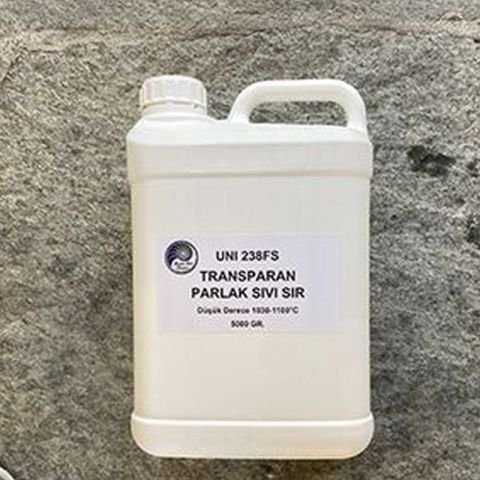 UNI 238FS
TRANSPARAN
PARLAK SIVI SIR
Düşük Derece 1030-1100°C
5000 GR.